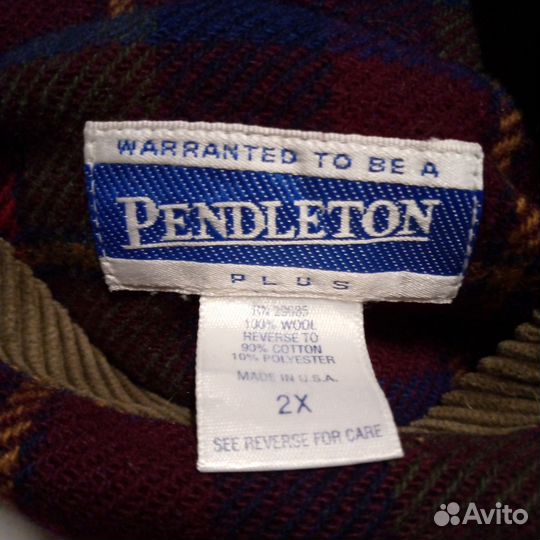 WARRANTED TO BE A
PENDLETON
PLUS
RN 29685
100% WOOL
REVERSE TO
90% COTTON
10% POLYESTER
MADE IN U.S.A.
2X
SEE REVERSE FOR CARE
Avito